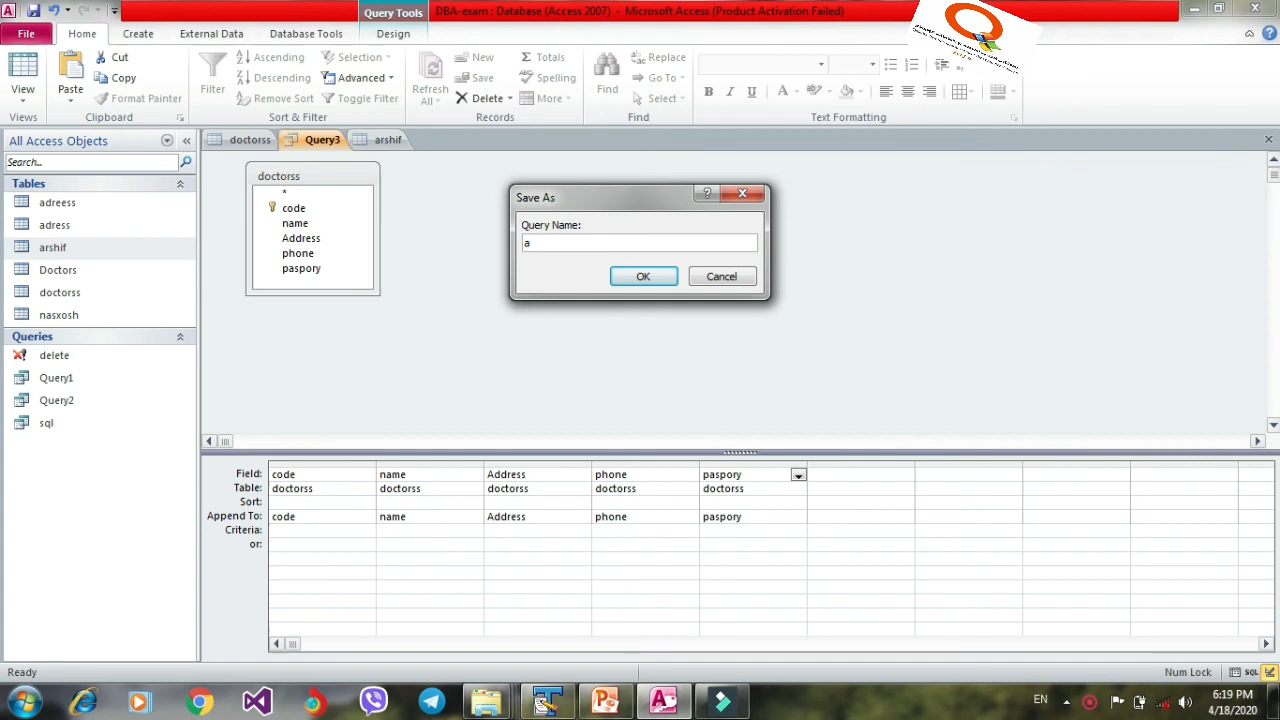 Query Tools
DBA-exam : Database (Access 2007) - Microsoft Access (Product Activation Failed)
File Home Create External Data Database Tools Design
View
Views
Paste
Cut
Copy
Format Painter
Clipboard
Filter
Ascending
Descending
Remove Sort
Selection
Advanced
Toggle Filter
Sort & Filter
Refresh
All
New
Save
Delete
Totals
Spelling
More
Records
Find
Replace
Go To
Select
Find
B I U
A
Text Formatting
All Access Objects
Search...
Tables
adreess
adress
arshif
Doctors
doctorss
nasxosh
Queries
delete
Query1
Query2
sql
doctorss Query3 arshif
doctorss
*
code
name
Address
phone
paspory
Save As
Query Name:
a
OK Cancel
Field: code name Address phone paspory
Table: doctorss doctorss doctorss doctorss doctorss
Sort:
Append To: code name Address phone paspory
Criteria:
or:
Ready
Num Lock
SQL
EN
6:19 PM
4/18/2020